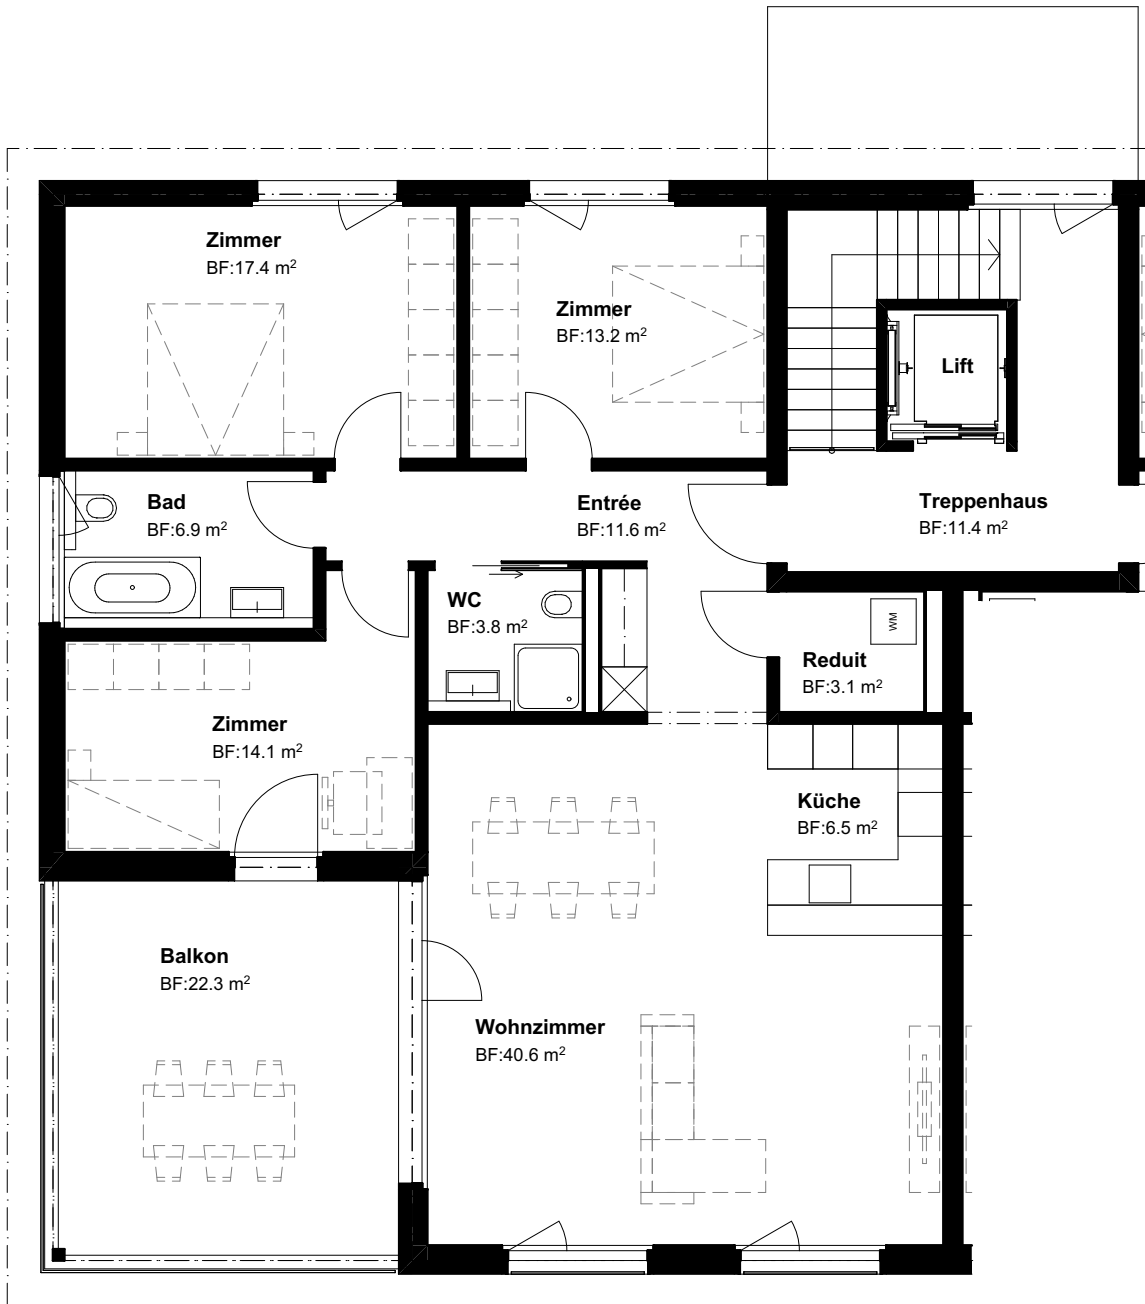 Zimmer
BF:17.4 m²
Zimmer
BF:13.2 m²
Lift
Bad
BF:6.9 m²
Entrée
BF:11.6 m²
Treppenhaus
BF:11.4 m²
WC
BF:3.8 m²
WM
Reduit
BF:3.1 m²
Zimmer
BF:14.1 m²
Küche
BF:6.5 m²
Balkon
BF:22.3 m²
Wohnzimmer
BF:40.6 m²